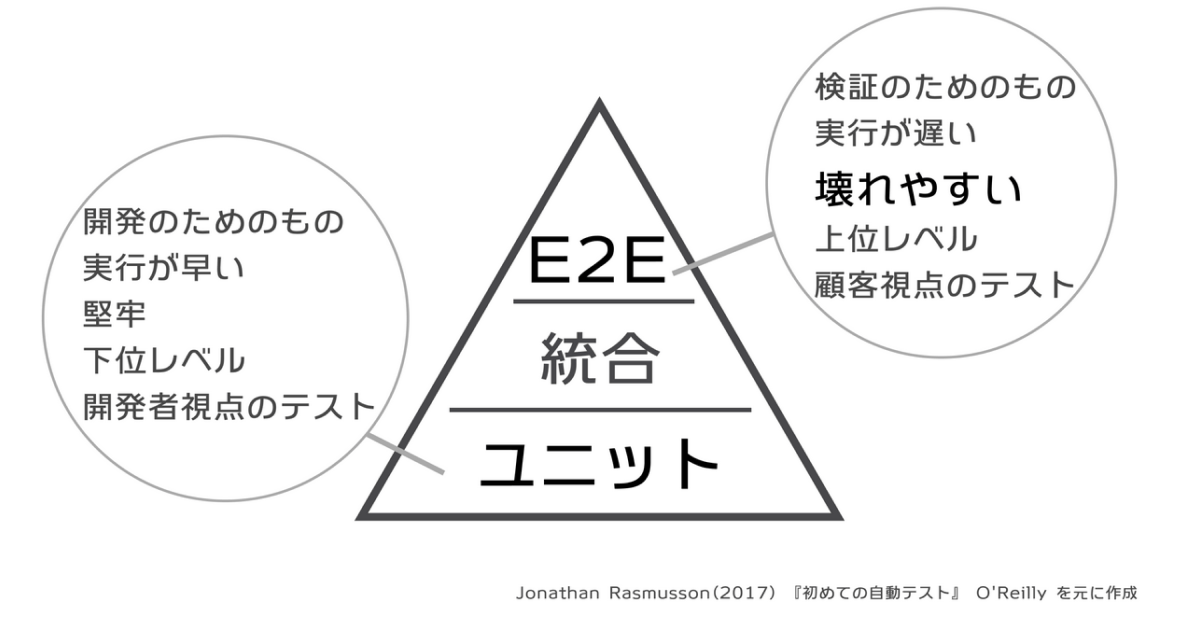 検証のためのもの
実行が遅い
壊れやすい
上位レベル
顧客視点のテスト
開発のためのもの
実行が早い
堅牢
下位レベル
開発者視点のテスト
E2E
統合
ユニット
Jonathan Rasmusson(2017) 『初めての自動テスト』 O'Reilly を元に作成